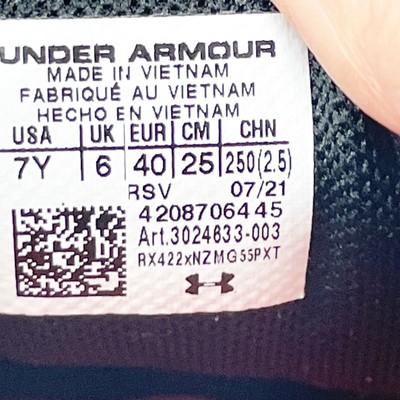 UNDER ARMOUR
MADE IN VIETNAM
FABRIQUÉ AU VIETNAM
HECHO EN VIETNAM
USA UK EUR CM CHN
7Y 6 40 25 250(2.5)
RSV 07/21
4208706445
Art.3024633-003
RX422xNZMG55PXT